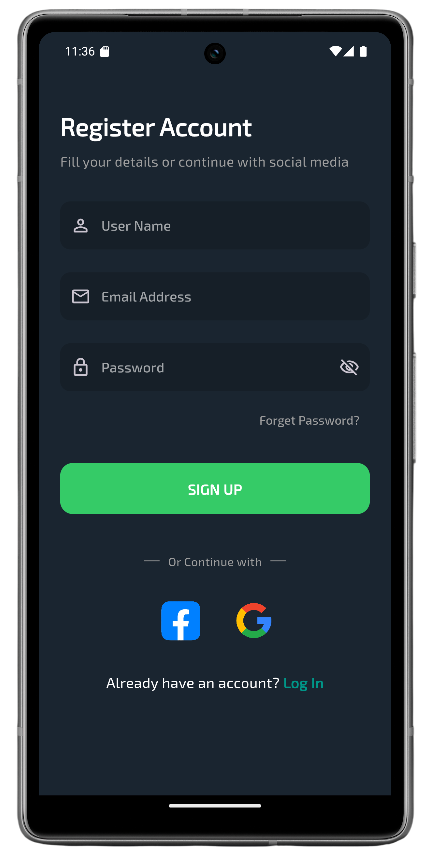 11:36
Register Account
Fill your details or continue with social media
User Name
Email Address
Password
Forget Password?
SIGN UP
Or Continue with
Already have an account? Log In